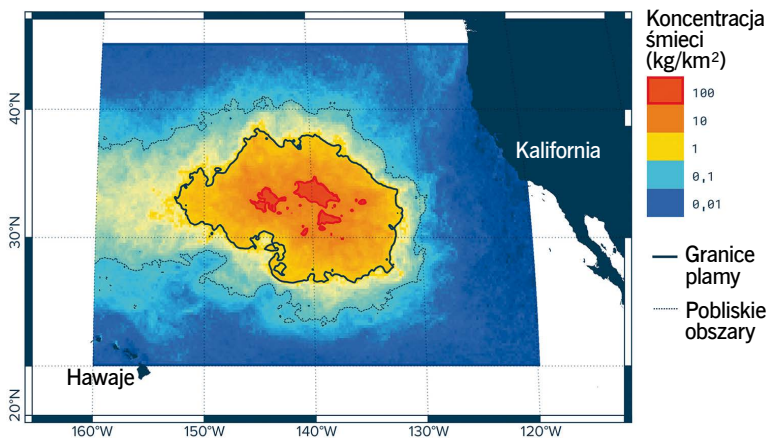 Koncentracja
śmieci
(kg/km²)
100
10
1
0,1
0,01
Granice
plamy
Pobliskie
obszary
Kalifornia
Hawaje
40°N
30°N
20°N
160°W
150°W
140°W
130°W
120°W